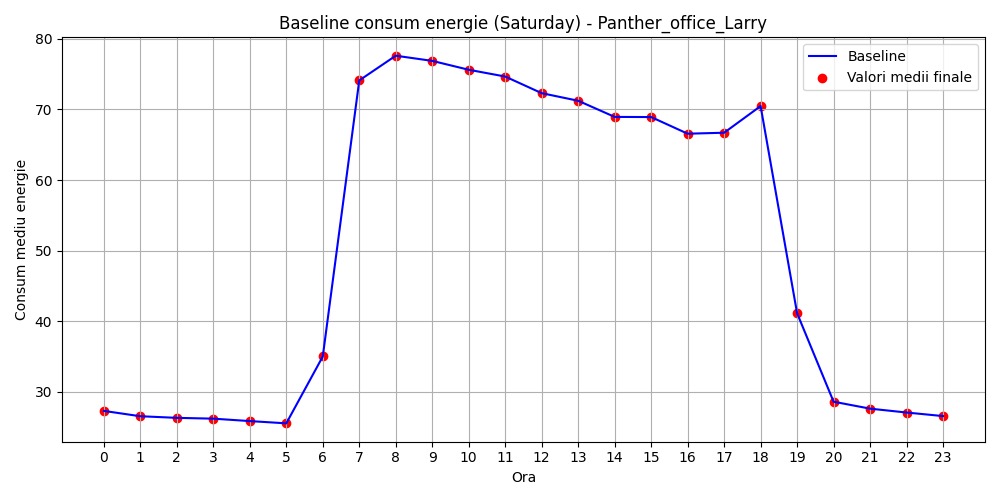 Baseline consum energie (Saturday) - Panther_office_Larry
Baseline
Valori medii finale
Consum mediu energie
80
70
60
50
40
30
0 1 2 3 4 5 6 7 8 9 10 11 12 13 14 15 16 17 18 19 20 21 22 23
Ora